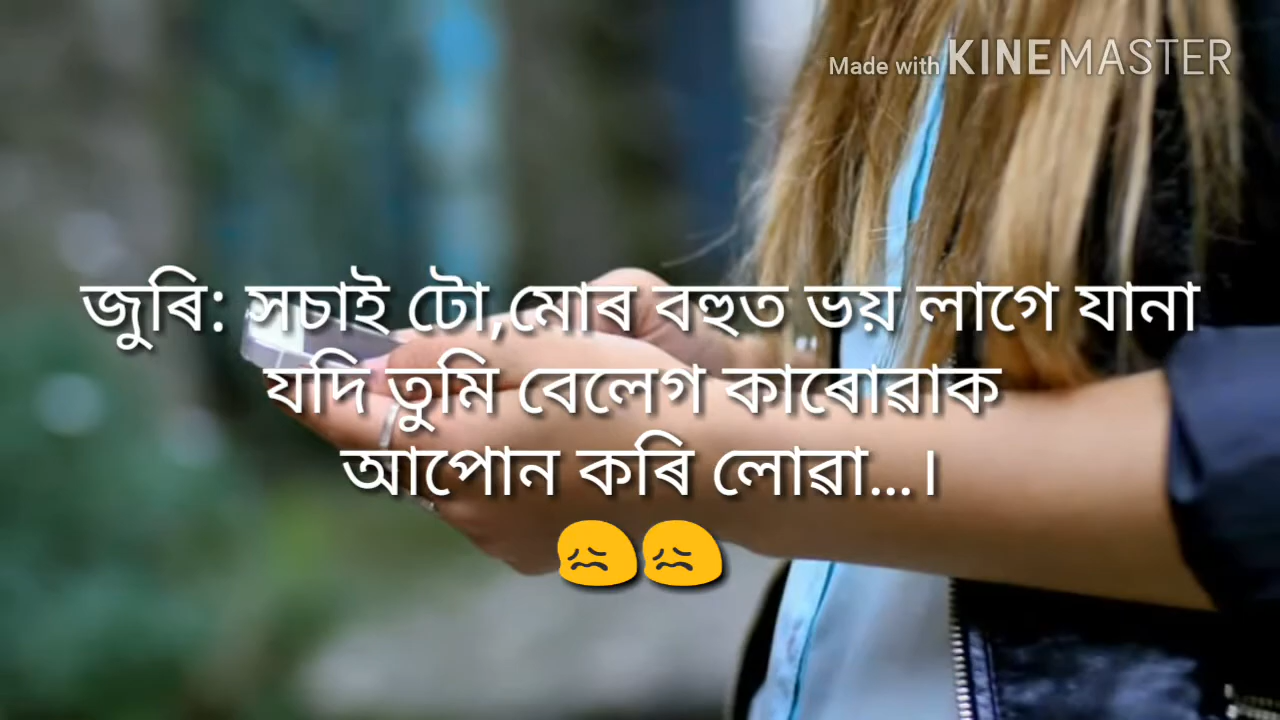 Made with KINEMASTER
জুৰি: সচাই টো,মোৰ বহুত ভয় লাগে যানা
যদি তুমি বেলেগ কাৰোৱাক
আপোন কৰি লোৱা...।
😖😖